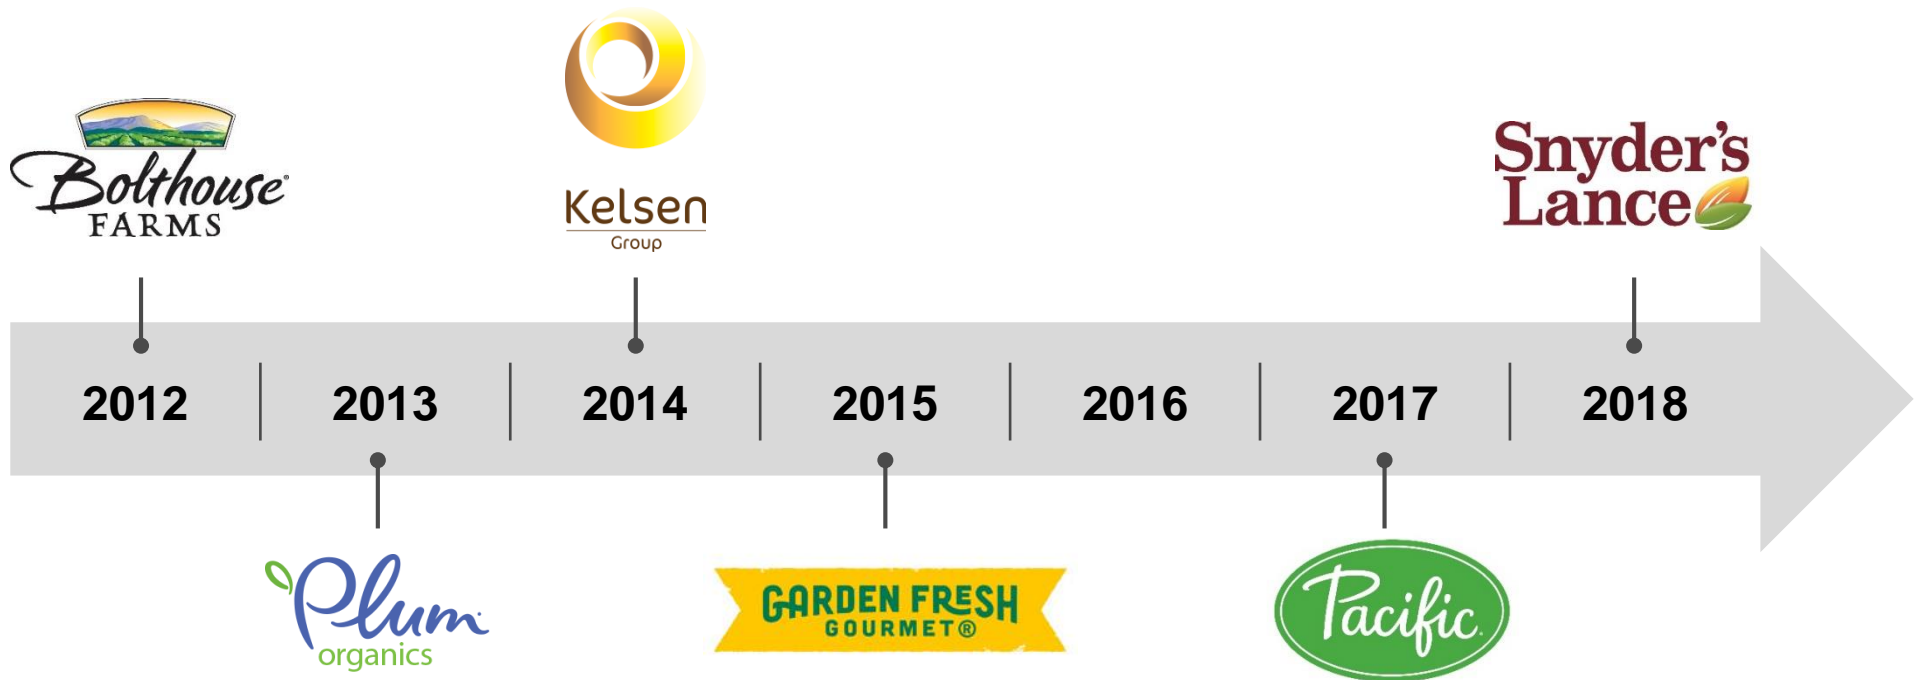 Bolthouse®
FARMS
Kelsen
Group
Snyder's
Lance
2012
2013
2014
2015
2016
2017
2018
Plum
organics
GARDEN FRESH
GOURMET®
Pacific